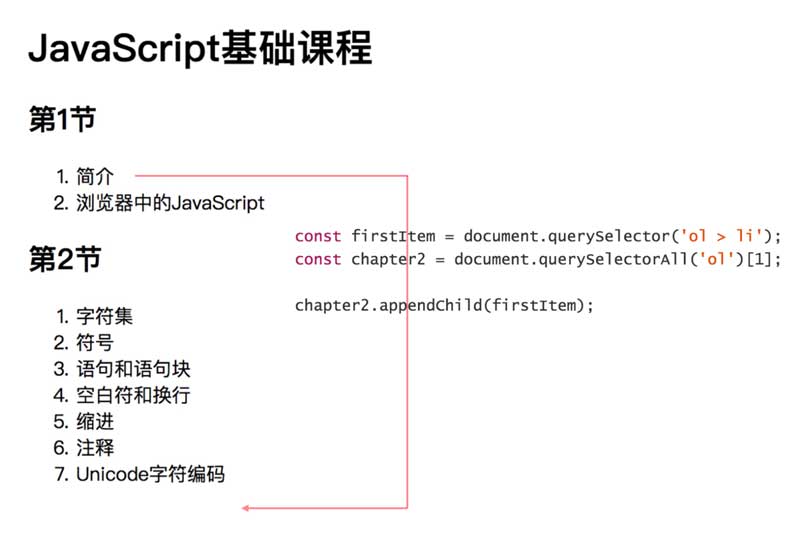 JavaScript基础课程
第1节
1. 简介
2. 浏览器中的JavaScript
const firstItem = document.querySelector('ol > li');
const chapter2 = document.querySelectorAll('ol')[1];
chapter2.appendChild(firstItem);
第2节
1. 字符集
2. 符号
3. 语句和语句块
4. 空白符和换行
5. 缩进
6. 注释
7. Unicode字符编码